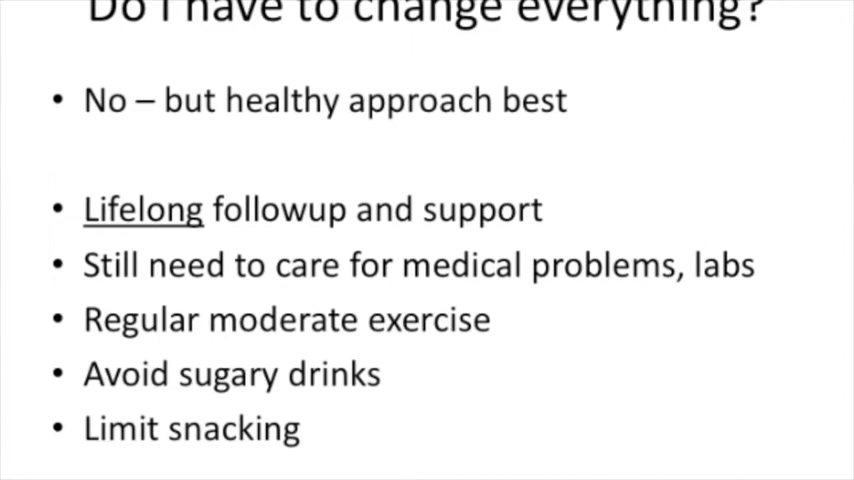 Do I have to change everything?
• No – but healthy approach best
• Lifelong followup and support
• Still need to care for medical problems, labs
• Regular moderate exercise
• Avoid sugary drinks
• Limit snacking